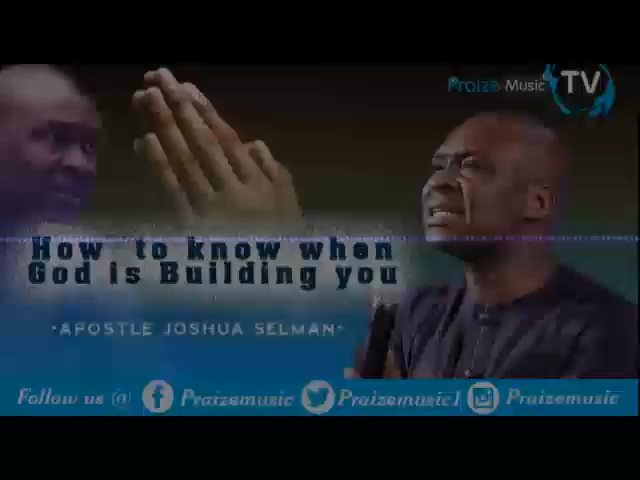 Praize Music TV
How to know when
God is Building you
-APOSTLE JOSHUA SELMAN-
Follow us @ Praizemusic Praizemusic1 Praizemusic